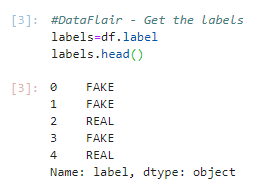 [3]: #DataFlair - Get the labels
labels=df.label
labels.head()
[3]: 0 FAKE
1 FAKE
2 REAL
3 FAKE
4 REAL
Name: label, dtype: object